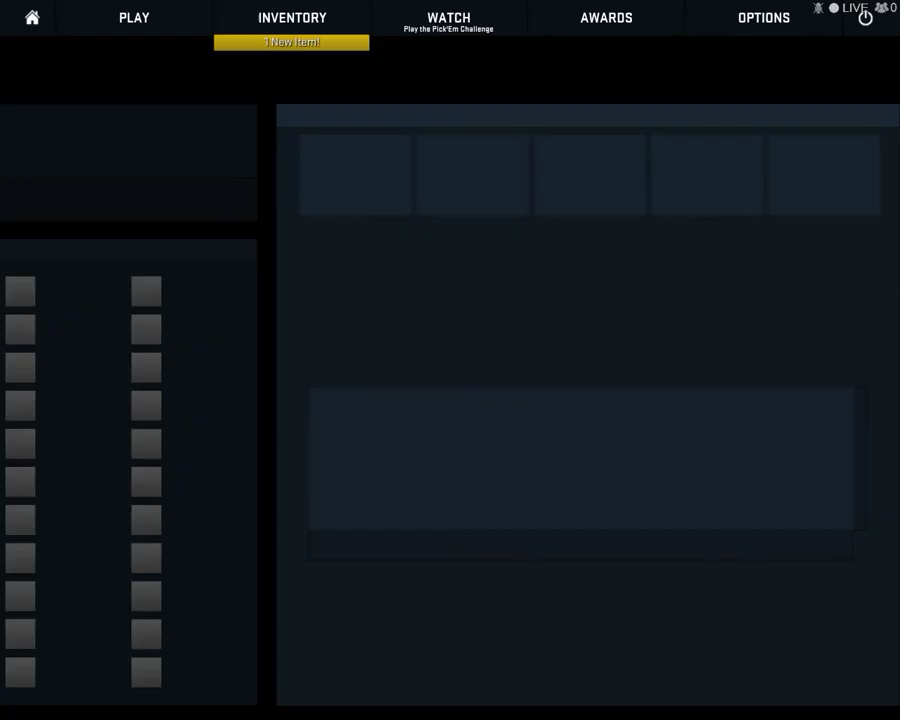 PLAY
INVENTORY
WATCH
AWARDS
OPTIONS
Play the Pick'Em Challenge
1 New Item!
LIVE
0